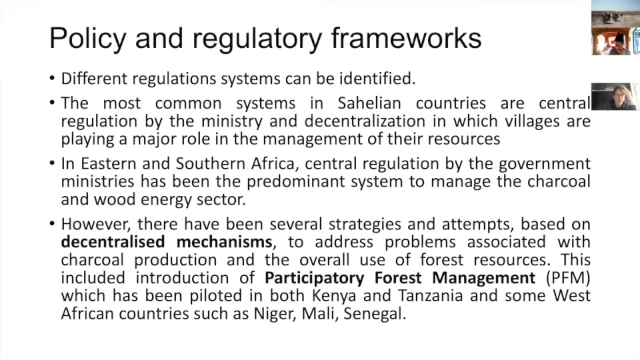 Policy and regulatory frameworks
• Different regulations systems can be identified.
• The most common systems in Sahelian countries are central
regulation by the ministry and decentralization in which villages are
playing a major role in the management of their resources
• In Eastern and Southern Africa, central regulation by the government
ministries has been the predominant system to manage the charcoal
and wood energy sector.
• However, there have been several strategies and attempts, based on
decentralised mechanisms, to address problems associated with
charcoal production and the overall use of forest resources. This
included introduction of Participatory Forest Management (PFM)
which has been piloted in both Kenya and Tanzania and some West
African countries such as Niger, Mali, Senegal.